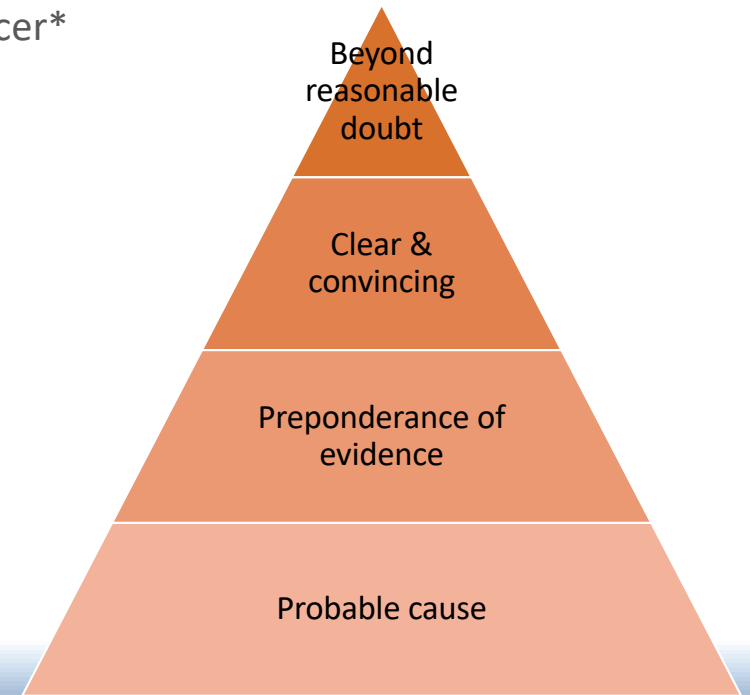 cer*
Beyond
reasonable
doubt
Clear &
convincing
Preponderance of
evidence
Probable cause